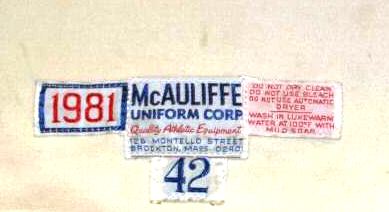 1981
McAULIFFE
UNIFORM CORP
Quality Athletic Equipment
126 MONTELLO STREET
BROCKTON, MASS. 02401
DO NOT DRY CLEAN
DO NOT USE BLEACH
DO NOT USE AUTOMATIC
DRYER
WASH IN LUKEWARM
WATER AT 100°F WITH
MILD SOAP.
42